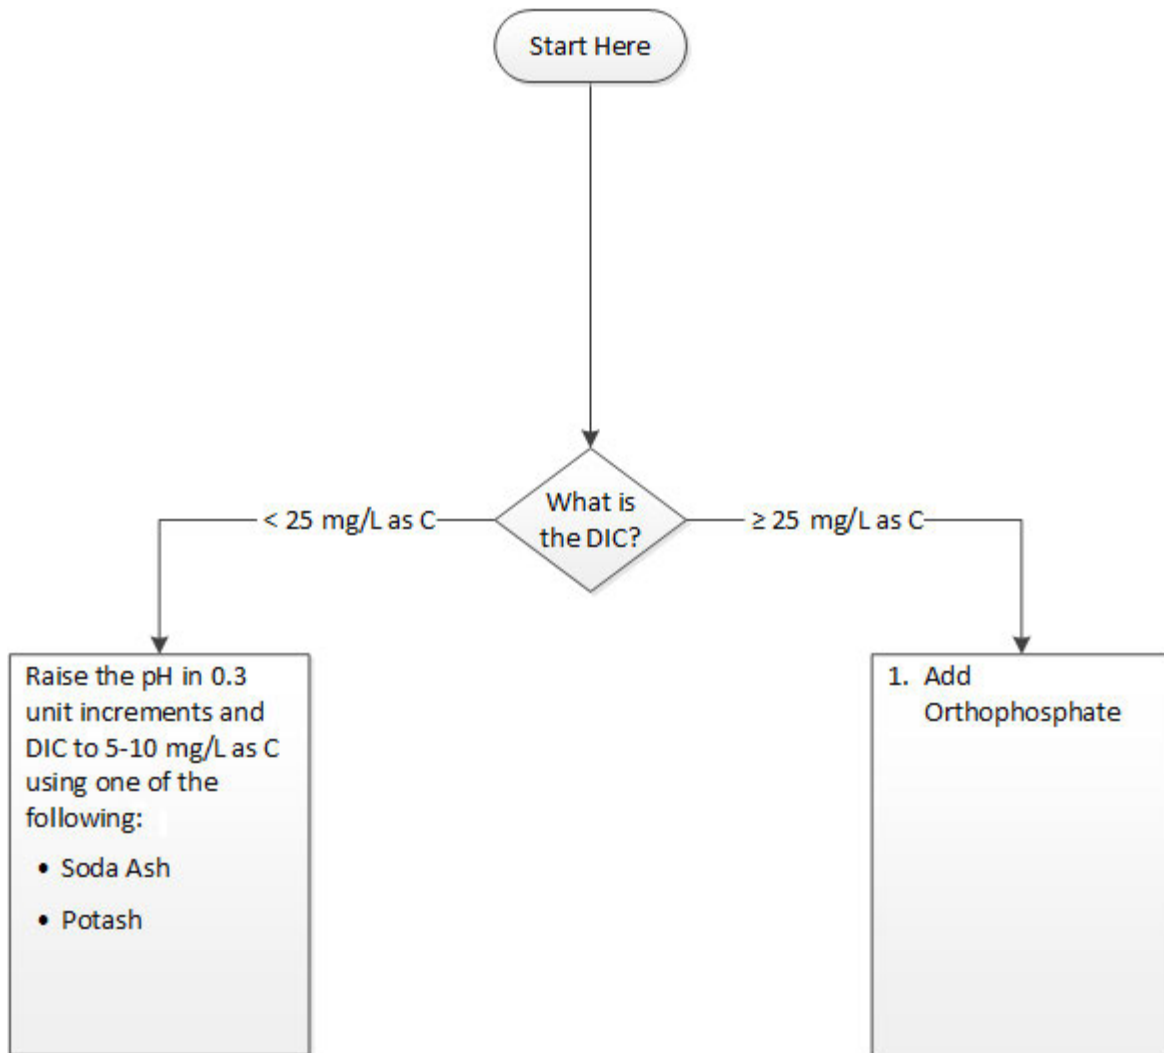 Start Here
What is
the DIC?
< 25 mg/L as C
≥ 25 mg/L as C
Raise the pH in 0.3
unit increments and
DIC to 5-10 mg/L as C
using one of the
following:
• Soda Ash
• Potash
1. Add
Orthophosphate